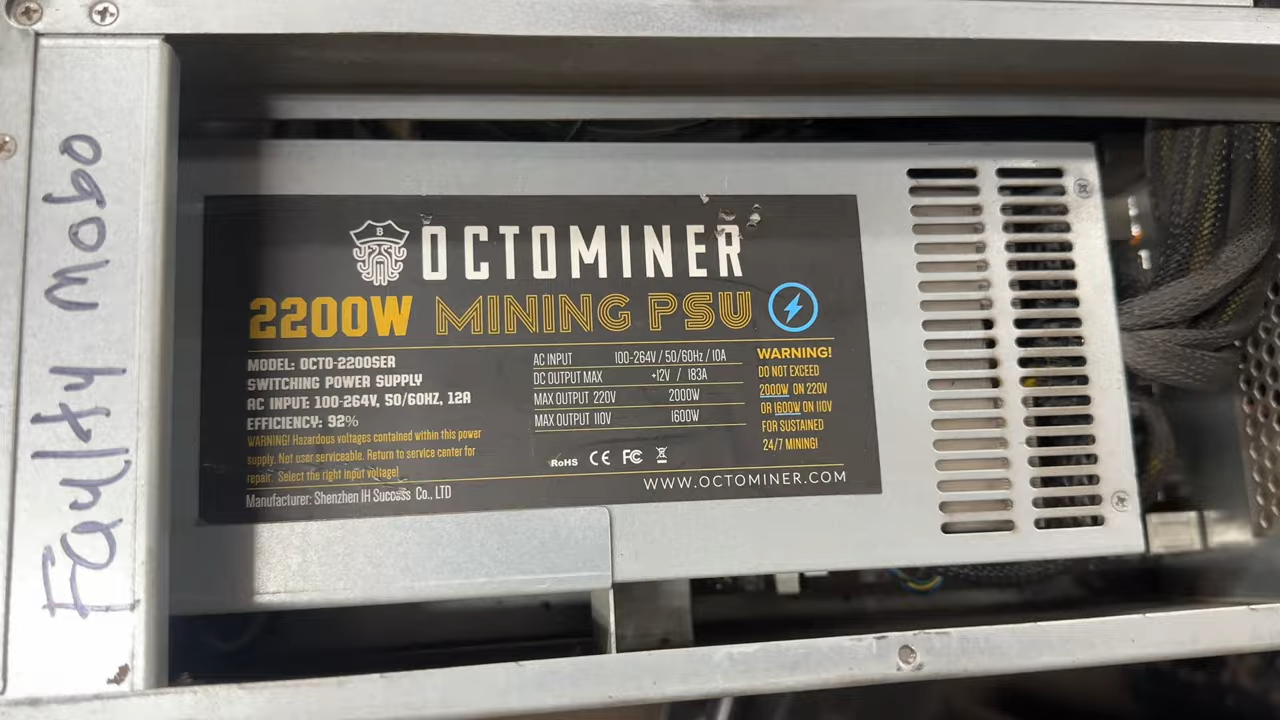 Faulty Mobo
OCTOMINER
2200W MINING PSU
MODEL: OCTO-2200SER
SWITCHING POWER SUPPLY
AC INPUT: 100-264V, 50/60HZ, 12A
EFFICIENCY: 92%
WARNING! Hazardous voltages contained within this power
supply. Not user serviceable. Return to service center for
repair. Select the right input voltage!
Manufacturer: Shenzhen IH Success Co., LTD
AC INPUT 100-264V / 50/60Hz / 10A
DC OUTPUT MAX +12V / 183A
MAX OUTPUT 220V 2000W
MAX OUTPUT 110V 1600W
WARNING!
DO NOT EXCEED
2000W ON 220V
OR 1600W ON 110V
FOR SUSTAINED
24/7 MINING!
RoHS CE FC
WWW.OCTOMINER.COM